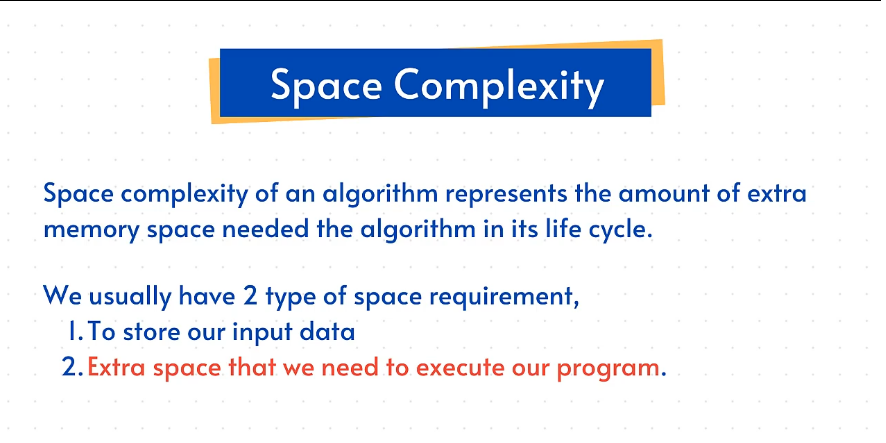 Space Complexity
Space complexity of an algorithm represents the amount of extra
memory space needed the algorithm in its life cycle.
We usually have 2 type of space requirement,
1. To store our input data
2. Extra space that we need to execute our program.